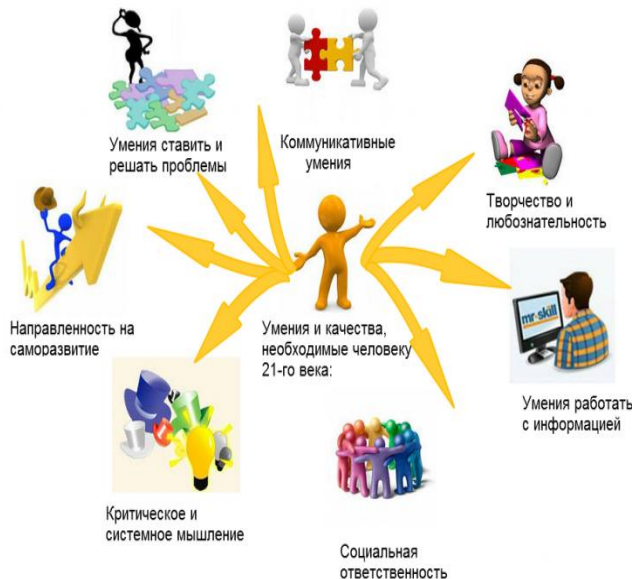 Умения ставить и
решать проблемы
Коммуникативные
умения
Творчество и
любознательность
Направленность на
саморазвитие
Умения и качества,
необходимые человеку
21-го века:
mr skill
Умения работать
с информацией
Критическое и
системное мышление
Социальная
ответственность